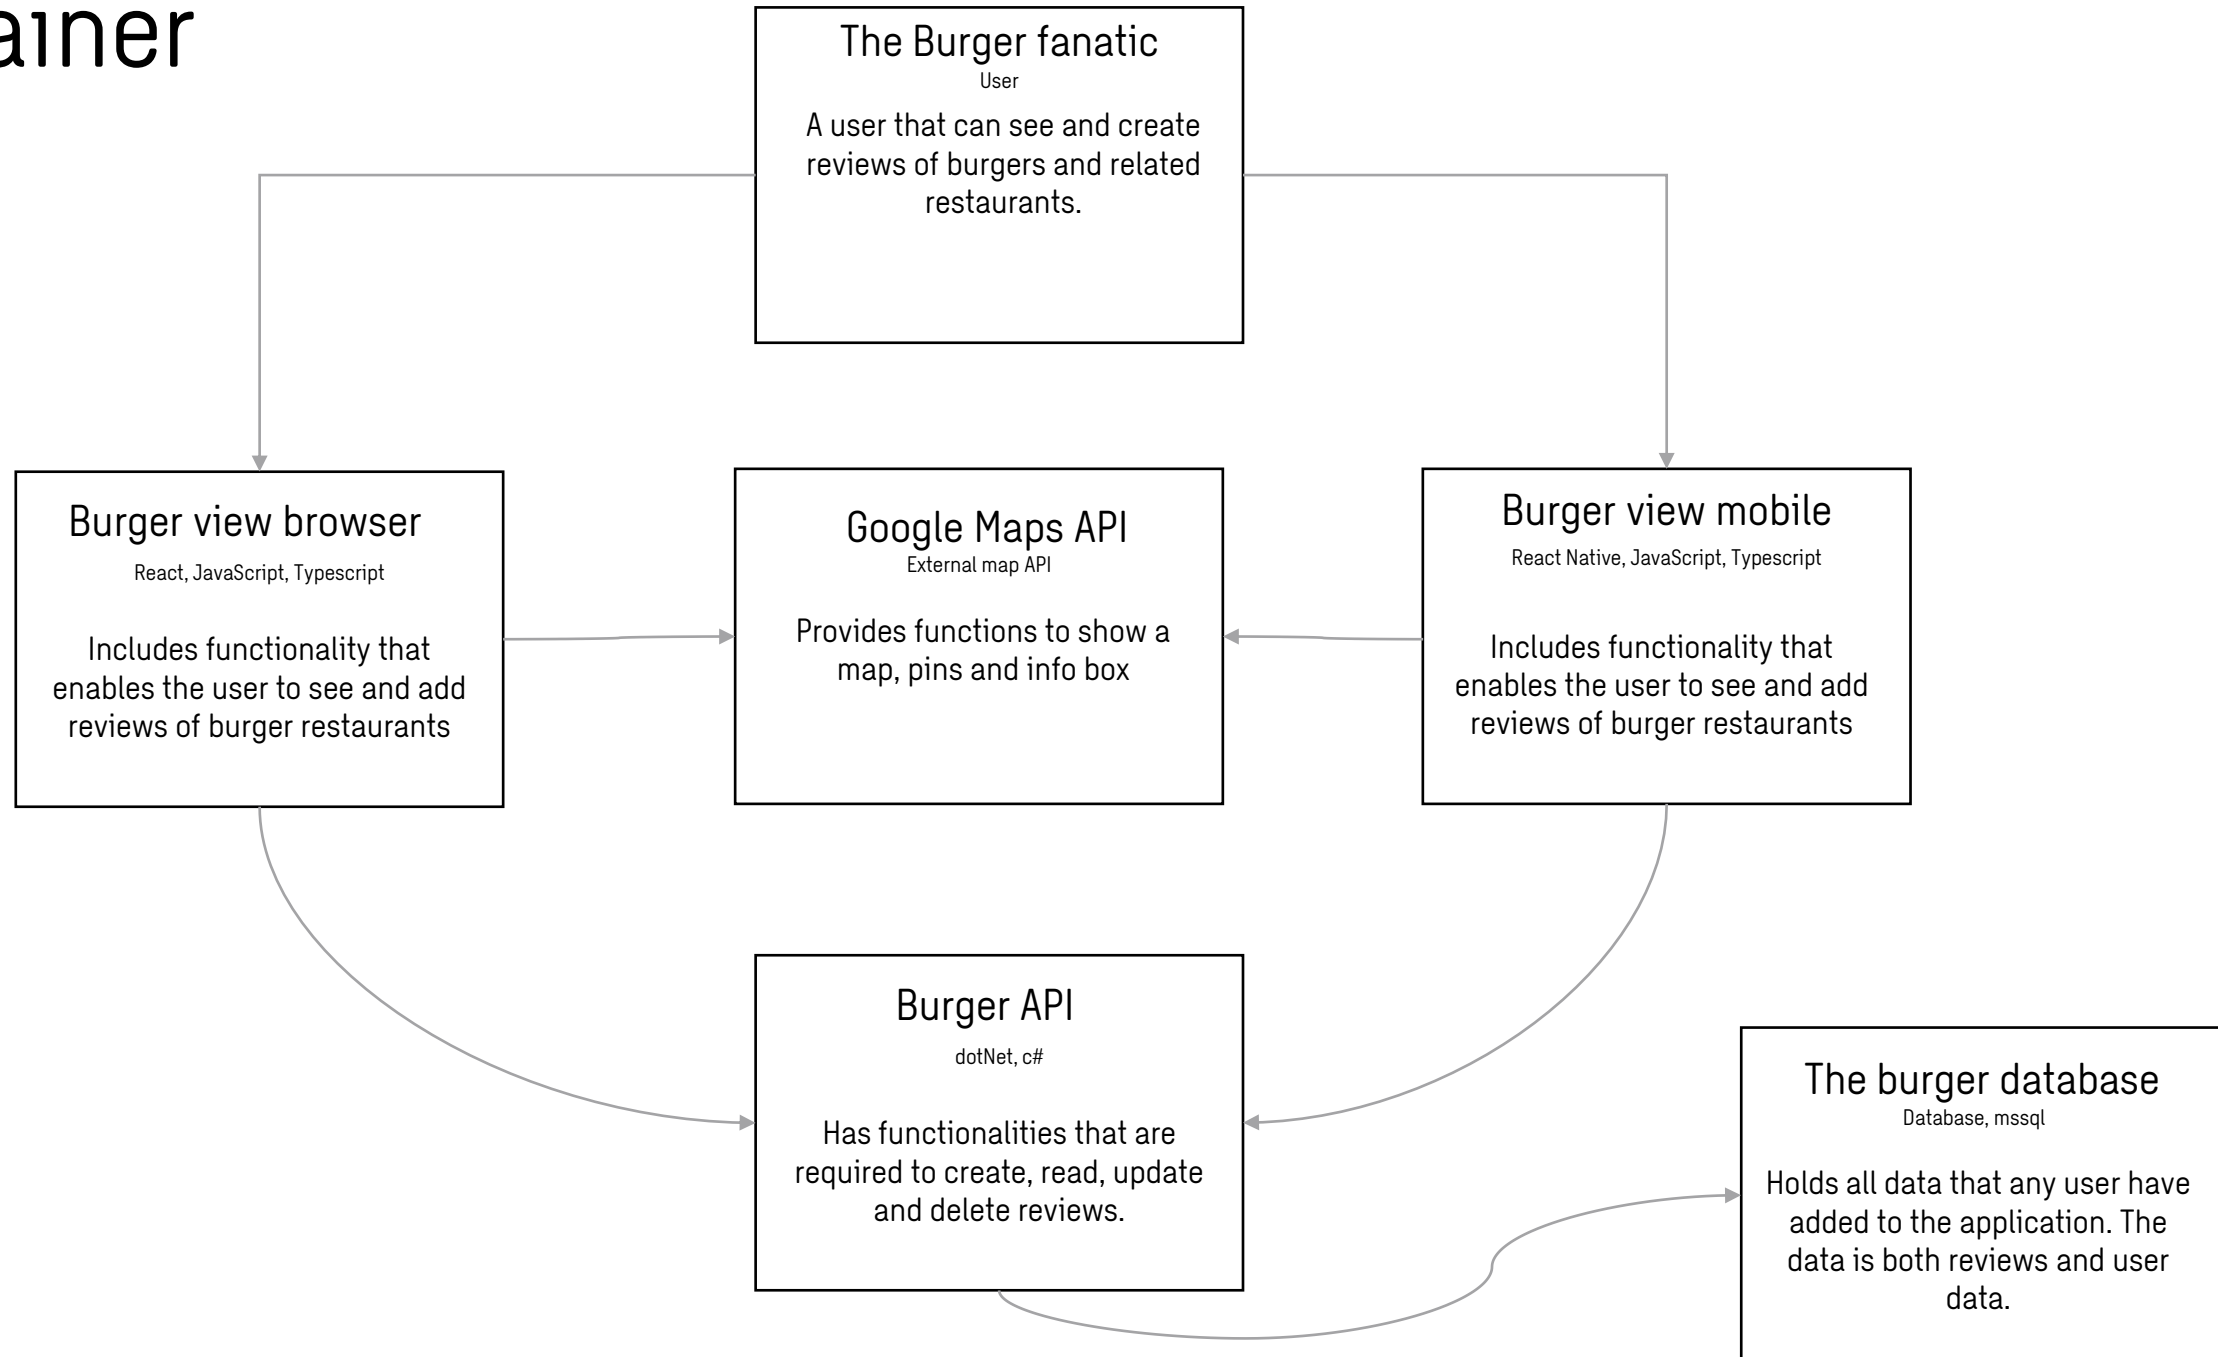 ainer
The Burger fanatic
User
A user that can see and create
reviews of burgers and related
restaurants.
Burger view browser
React, JavaScript, Typescript
Includes functionality that
enables the user to see and add
reviews of burger restaurants
Google Maps API
External map API
Provides functions to show a
map, pins and info box
Burger view mobile
React Native, JavaScript, Typescript
Includes functionality that
enables the user to see and add
reviews of burger restaurants
Burger API
dotNet, c#
Has functionalities that are
required to create, read, update
and delete reviews.
The burger database
Database, mssql
Holds all data that any user have
added to the application. The
data is both reviews and user
data.